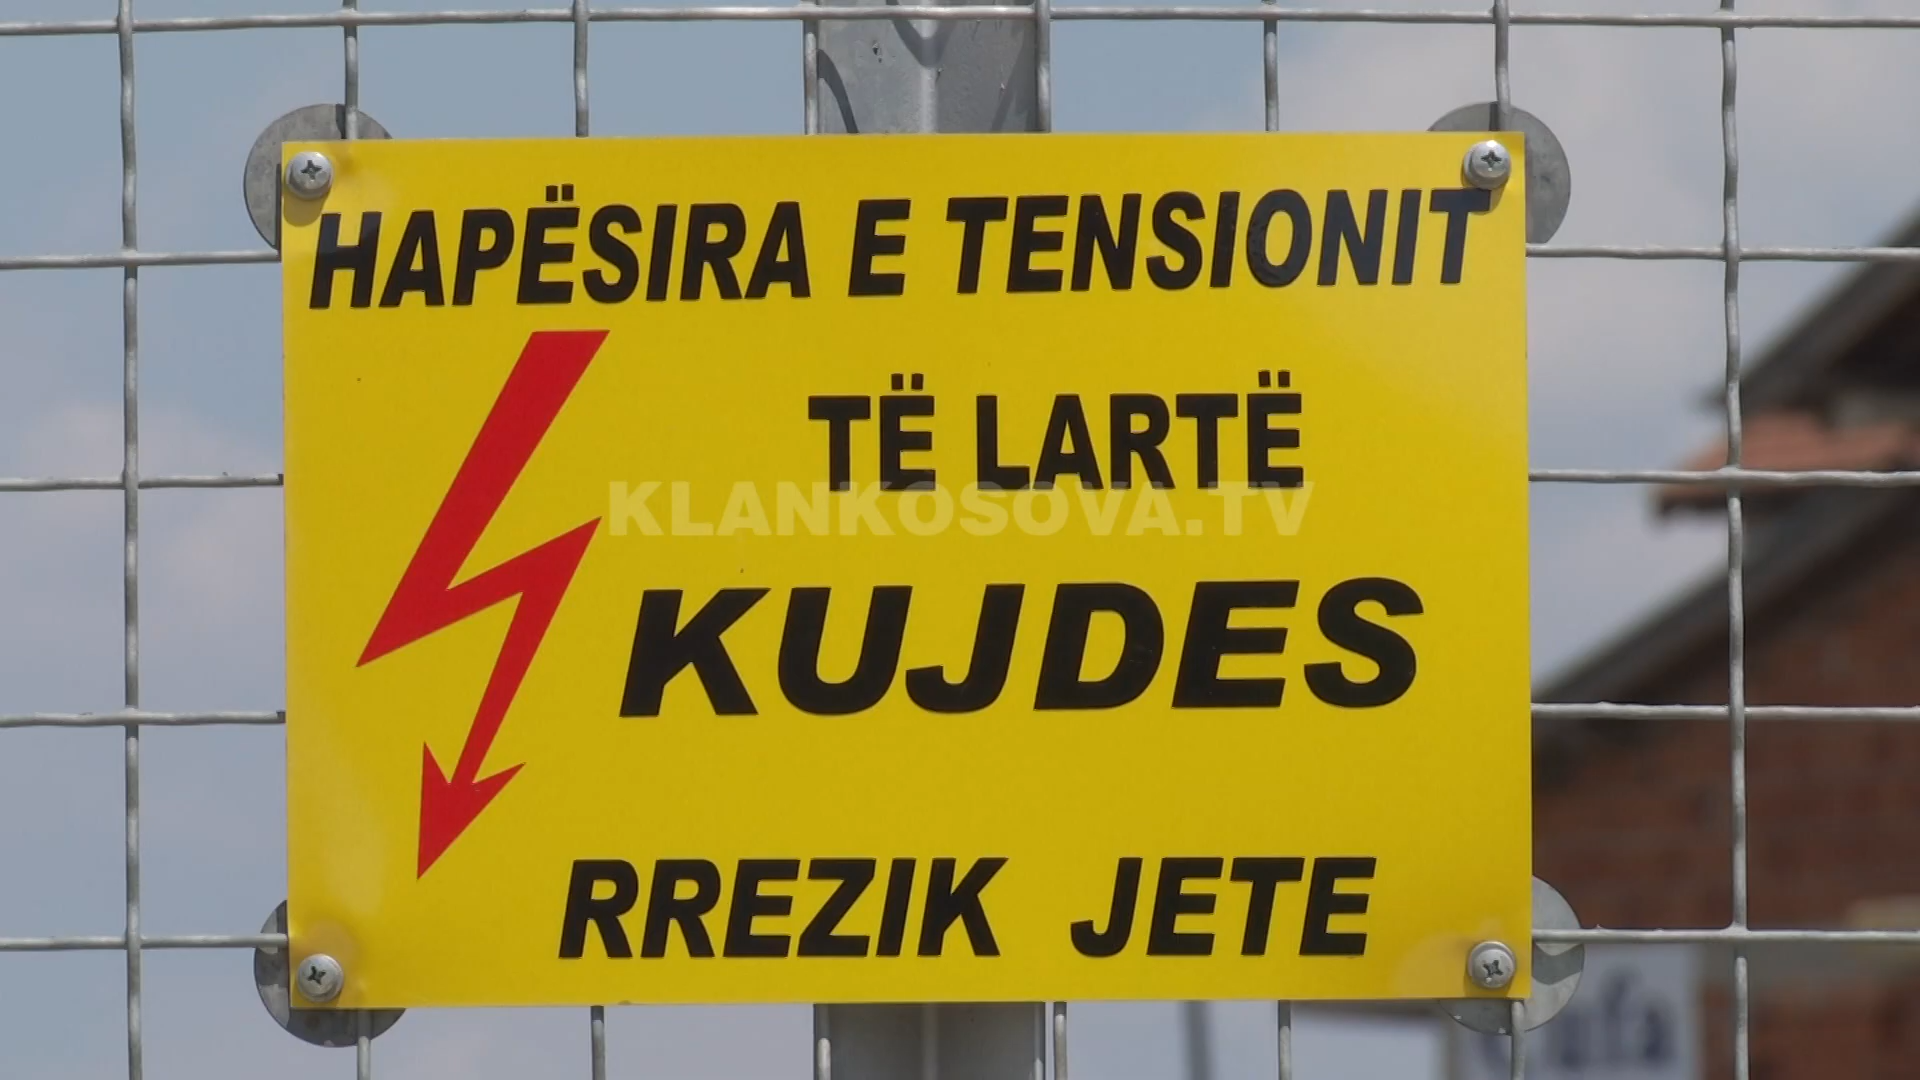 HAPËSIRA E TENSIONIT
TË LARTË
KLANKOSOVA.TV
KUJDES
RREZIK JETE